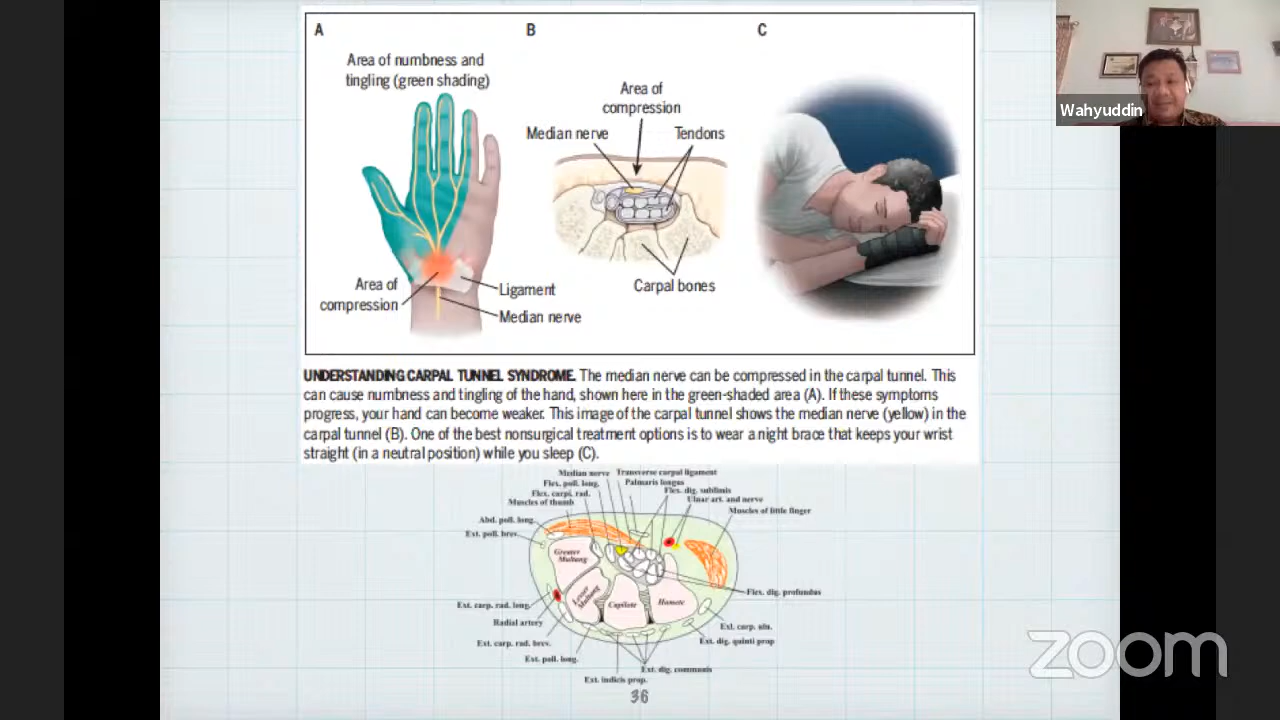 A
B
C
Area of numbness and
tingling (green shading)
Area of
compression
Median nerve
Tendons
Area of
compression
Ligament
Median nerve
Carpal bones
Wahyuddin
UNDERSTANDING CARPAL TUNNEL SYNDROME. The median nerve can be compressed in the carpal tunnel. This
can cause numbness and tingling of the hand, shown here in the green-shaded area (A). If these symptoms
progress, your hand can become weaker. This image of the carpal tunnel shows the median nerve (yellow) in the
carpal tunnel (B). One of the best nonsurgical treatment options is to wear a night brace that keeps your wrist
straight (in a neutral position) while you sleep (C).
Median nerve
Transverse carpal ligament
Flex. poll. long.
Palmaris longus
Flex. carpi. rad.
Flex. dig. sublimis
Muscles of thumb
Ulnar art. and nerve
Abd. poll. long.
Muscles of little finger
Ext. poll. brev.
Greater
Multang
Lesser
Multang
Capitate
Hamate
Flex. dig. profundus
Ext. carp. rad. long.
Radial artery
Ext. carp. uln.
Ext. carp. rad. brev.
Ext. dig. quinti prop
Ext. poll. long.
Ext. dig. communis
Ext. indicis prop.
36
zoom